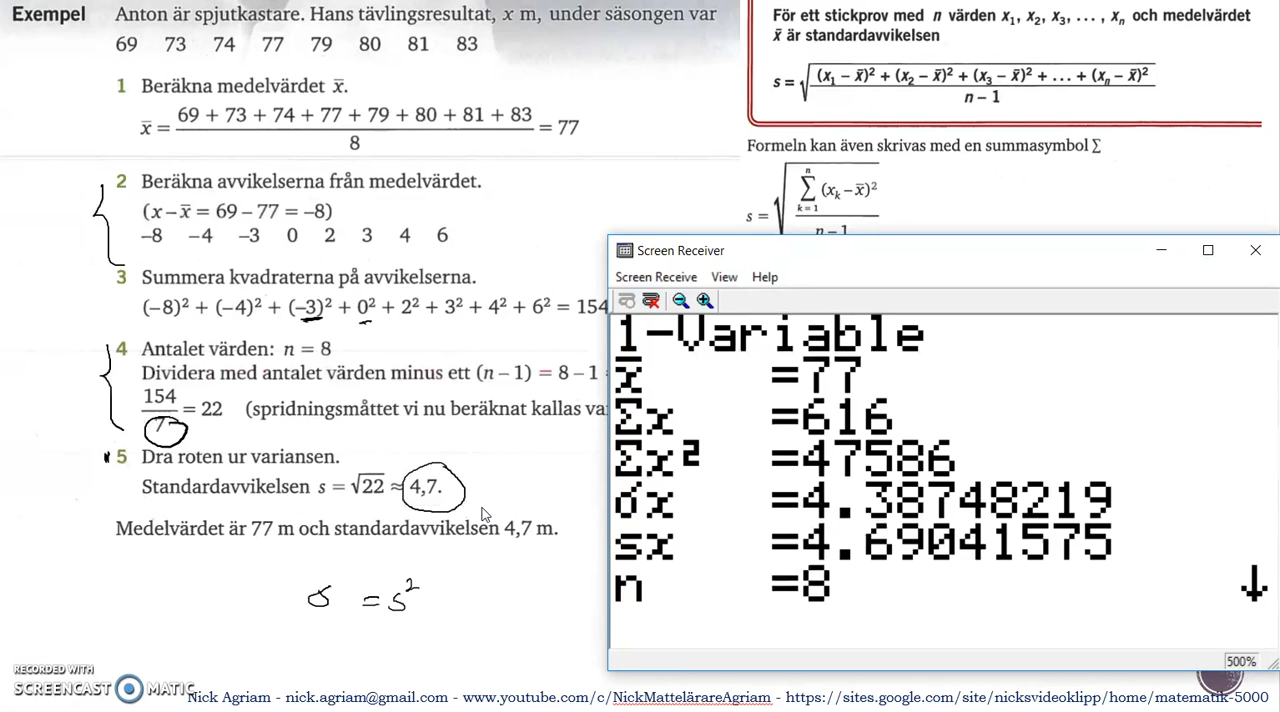 Exempel Anton är spjutkastare. Hans tävlingsresultat, x m, under säsongen var
69 73 74 77 79 80 81 83
1 Beräkna medelvärdet x̄.
x̄ = (69 + 73 + 74 + 77 + 79 + 80 + 81 + 83) / 8 = 77
2 Beräkna avvikelserna från medelvärdet.
(x – x̄ = 69 – 77 = –8)
–8 –4 –3 0 2 3 4 6
3 Summera kvadraterna på avvikelserna.
(–8)² + (–4)² + (–3)² + 0² + 2² + 3² + 4² + 6² = 154
4 Antalet värden: n = 8
Dividera med antalet värden minus ett (n – 1) = 8 – 1
154 / 7 = 22 (spridningsmåttet vi nu beräknat kallas
5 Dra roten ur variansen.
Standardavvikelsen s = √22 ≈ 4,7.
Medelvärdet är 77 m och standardavvikelsen 4,7 m.
σ = s²
För ett stickprov med n värden x₁, x₂, x₃, ..., xₙ och medelvärdet
x̄ är standardavvikelsen
s = √(((x₁ – x̄)² + (x₂ – x̄)² + (x₃ – x̄)² + ... + (xₙ – x̄)²) / (n – 1))
Formeln kan även skrivas med en summasymbol Σ
s = √(Σ k=1 n (xₖ – x̄)² / (n – 1))
Screen Receiver
Screen Receive View Help
1-Variable
x̄ =77
Σx =616
Σx² =47586
σx =4.38748219
sx =4.69041575
n =8
500%
RECORDED WITH
SCREENCAST MATIC
Nick Agriam - nick.agriam@gmail.com - www.youtube.com/c/NickMattelärareAgriam - https://sites.google.com/site/nicksvideoklipp/home/matematik-5000